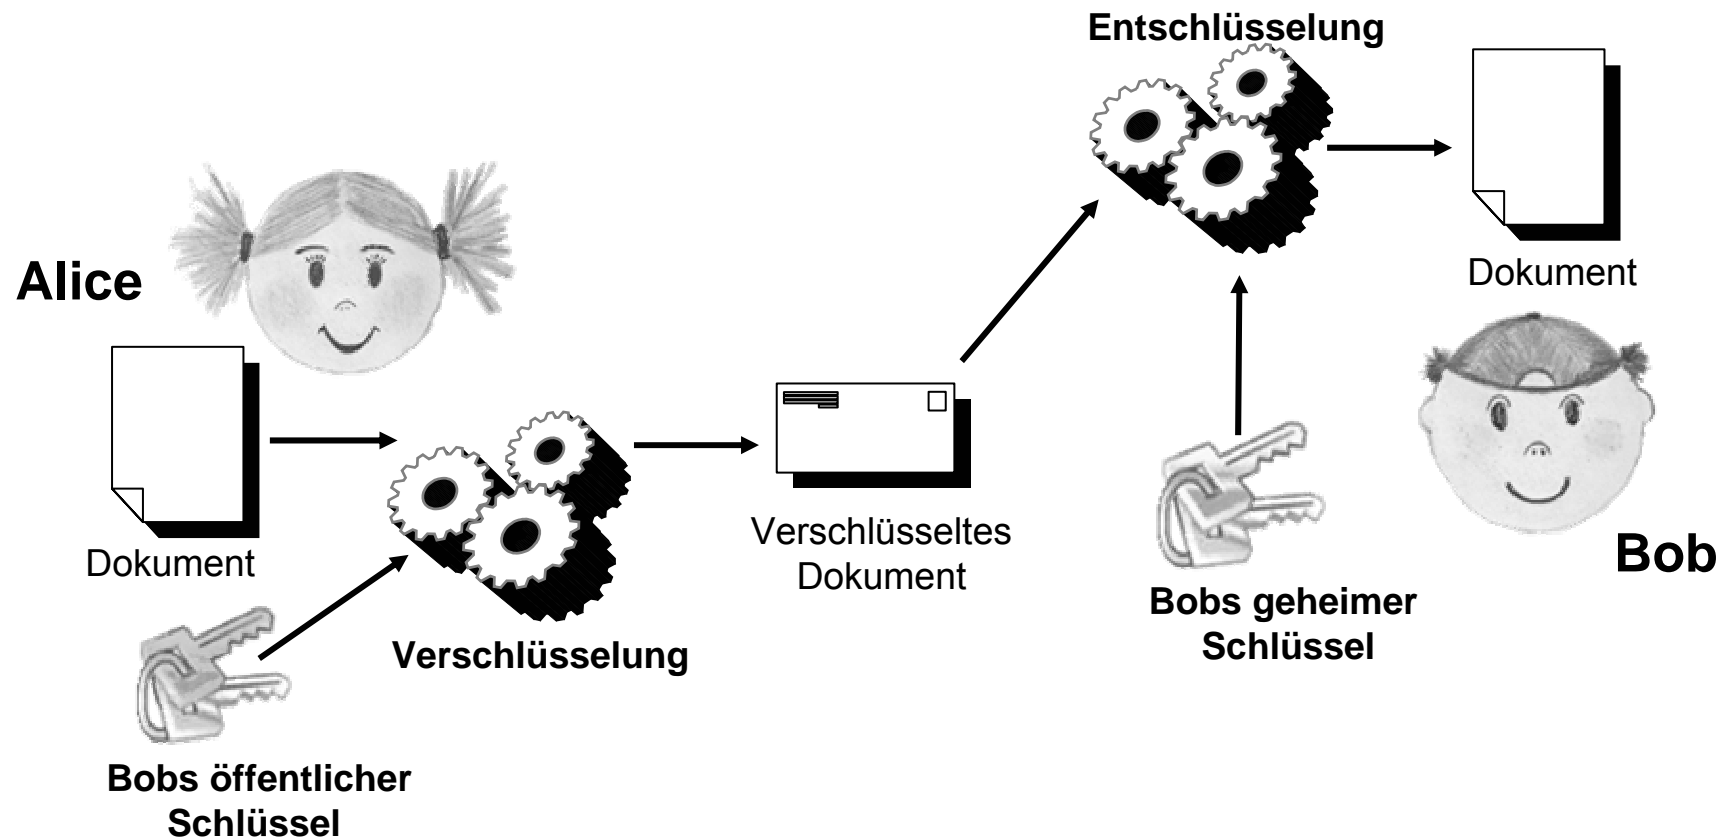 Entschlüsselung
Dokument
Alice
Dokument
Verschlüsseltes
Dokument
Bob
Bobs geheimer
Schlüssel
Verschlüsselung
Bobs öffentlicher
Schlüssel